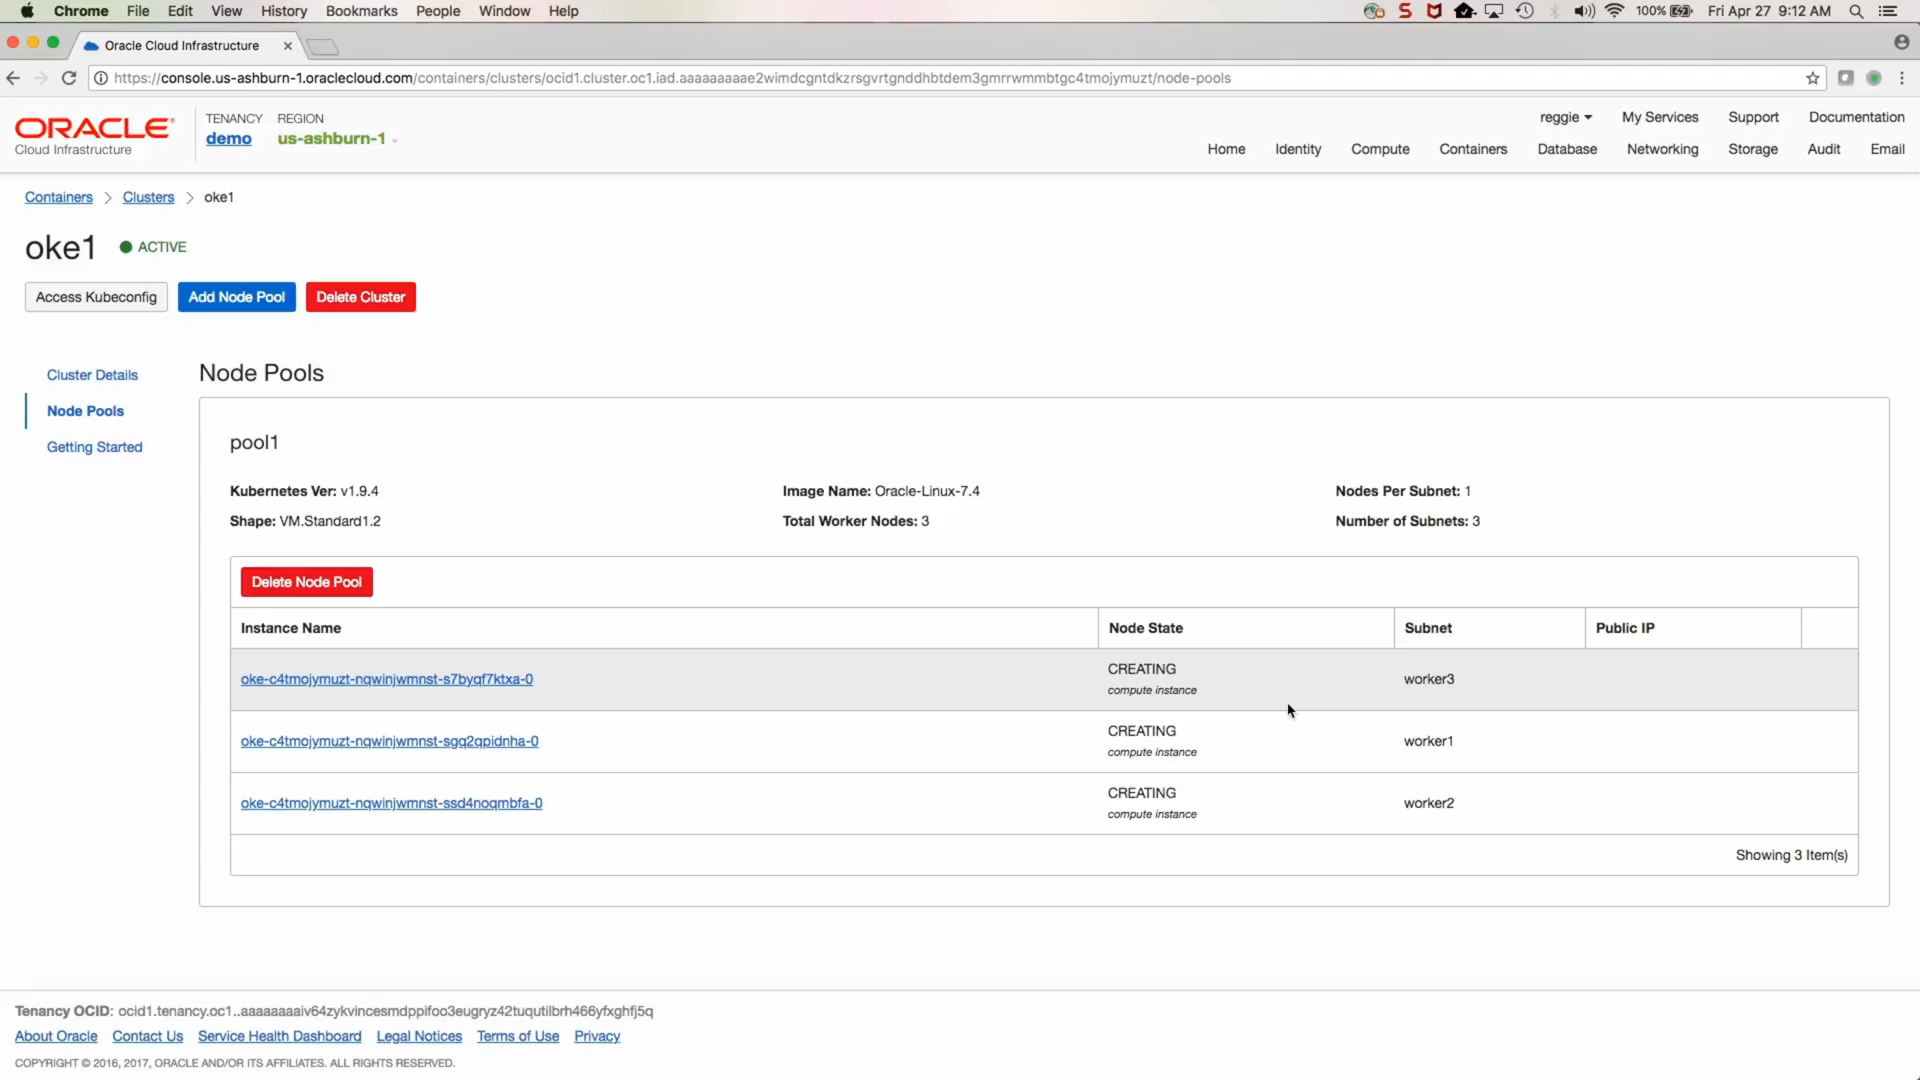 Chrome File Edit View History Bookmarks People Window Help 100% Fri Apr 27 9:12 AM
Oracle Cloud Infrastructure
https://console.us-ashburn-1.oraclecloud.com/containers/clusters/ocid1.cluster.oc1.iad.aaaaaaaaae2wimdcgntdkzrsgvrtgnddhbtdem3gmrrwmmbtgc4tmojymuzt/node-pools
ORACLE
Cloud Infrastructure
TENANCY REGION
demo us-ashburn-1
reggie My Services Support Documentation
Home Identity Compute Containers Database Networking Storage Audit Email
Containers Clusters oke1
oke1 ACTIVE
Access Kubeconfig Add Node Pool Delete Cluster
Cluster Details
Node Pools
Getting Started
Node Pools
pool1
Kubernetes Ver: v1.9.4 Image Name: Oracle-Linux-7.4 Nodes Per Subnet: 1
Shape: VM.Standard1.2 Total Worker Nodes: 3 Number of Subnets: 3
Delete Node Pool
Instance Name Node State Subnet Public IP
oke-c4tmojymuzt-nqwinjwmnst-s7byqf7ktxa-0 CREATING worker3
compute instance
oke-c4tmojymuzt-nqwinjwmnst-sgq2qpidnha-0 CREATING worker1
compute instance
oke-c4tmojymuzt-nqwinjwmnst-ssd4noqmbfa-0 CREATING worker2
compute instance
Showing 3 Item(s)
Tenancy OCID: ocid1.tenancy.oc1..aaaaaaaaiv64zykvincesmdppifoo3eugryz42tuqutilbrh466yfxghfj5q
About Oracle Contact Us Service Health Dashboard Legal Notices Terms of Use Privacy
COPYRIGHT © 2016, 2017, ORACLE AND/OR ITS AFFILIATES. ALL RIGHTS RESERVED.